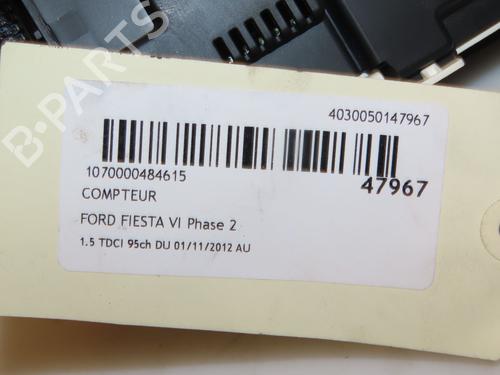 B-PARTS
4030050147967
1070000484615
47967
COMPTEUR
FORD FIESTA VI Phase 2
1.5 TDCI 95ch DU 01/11/2012 AU